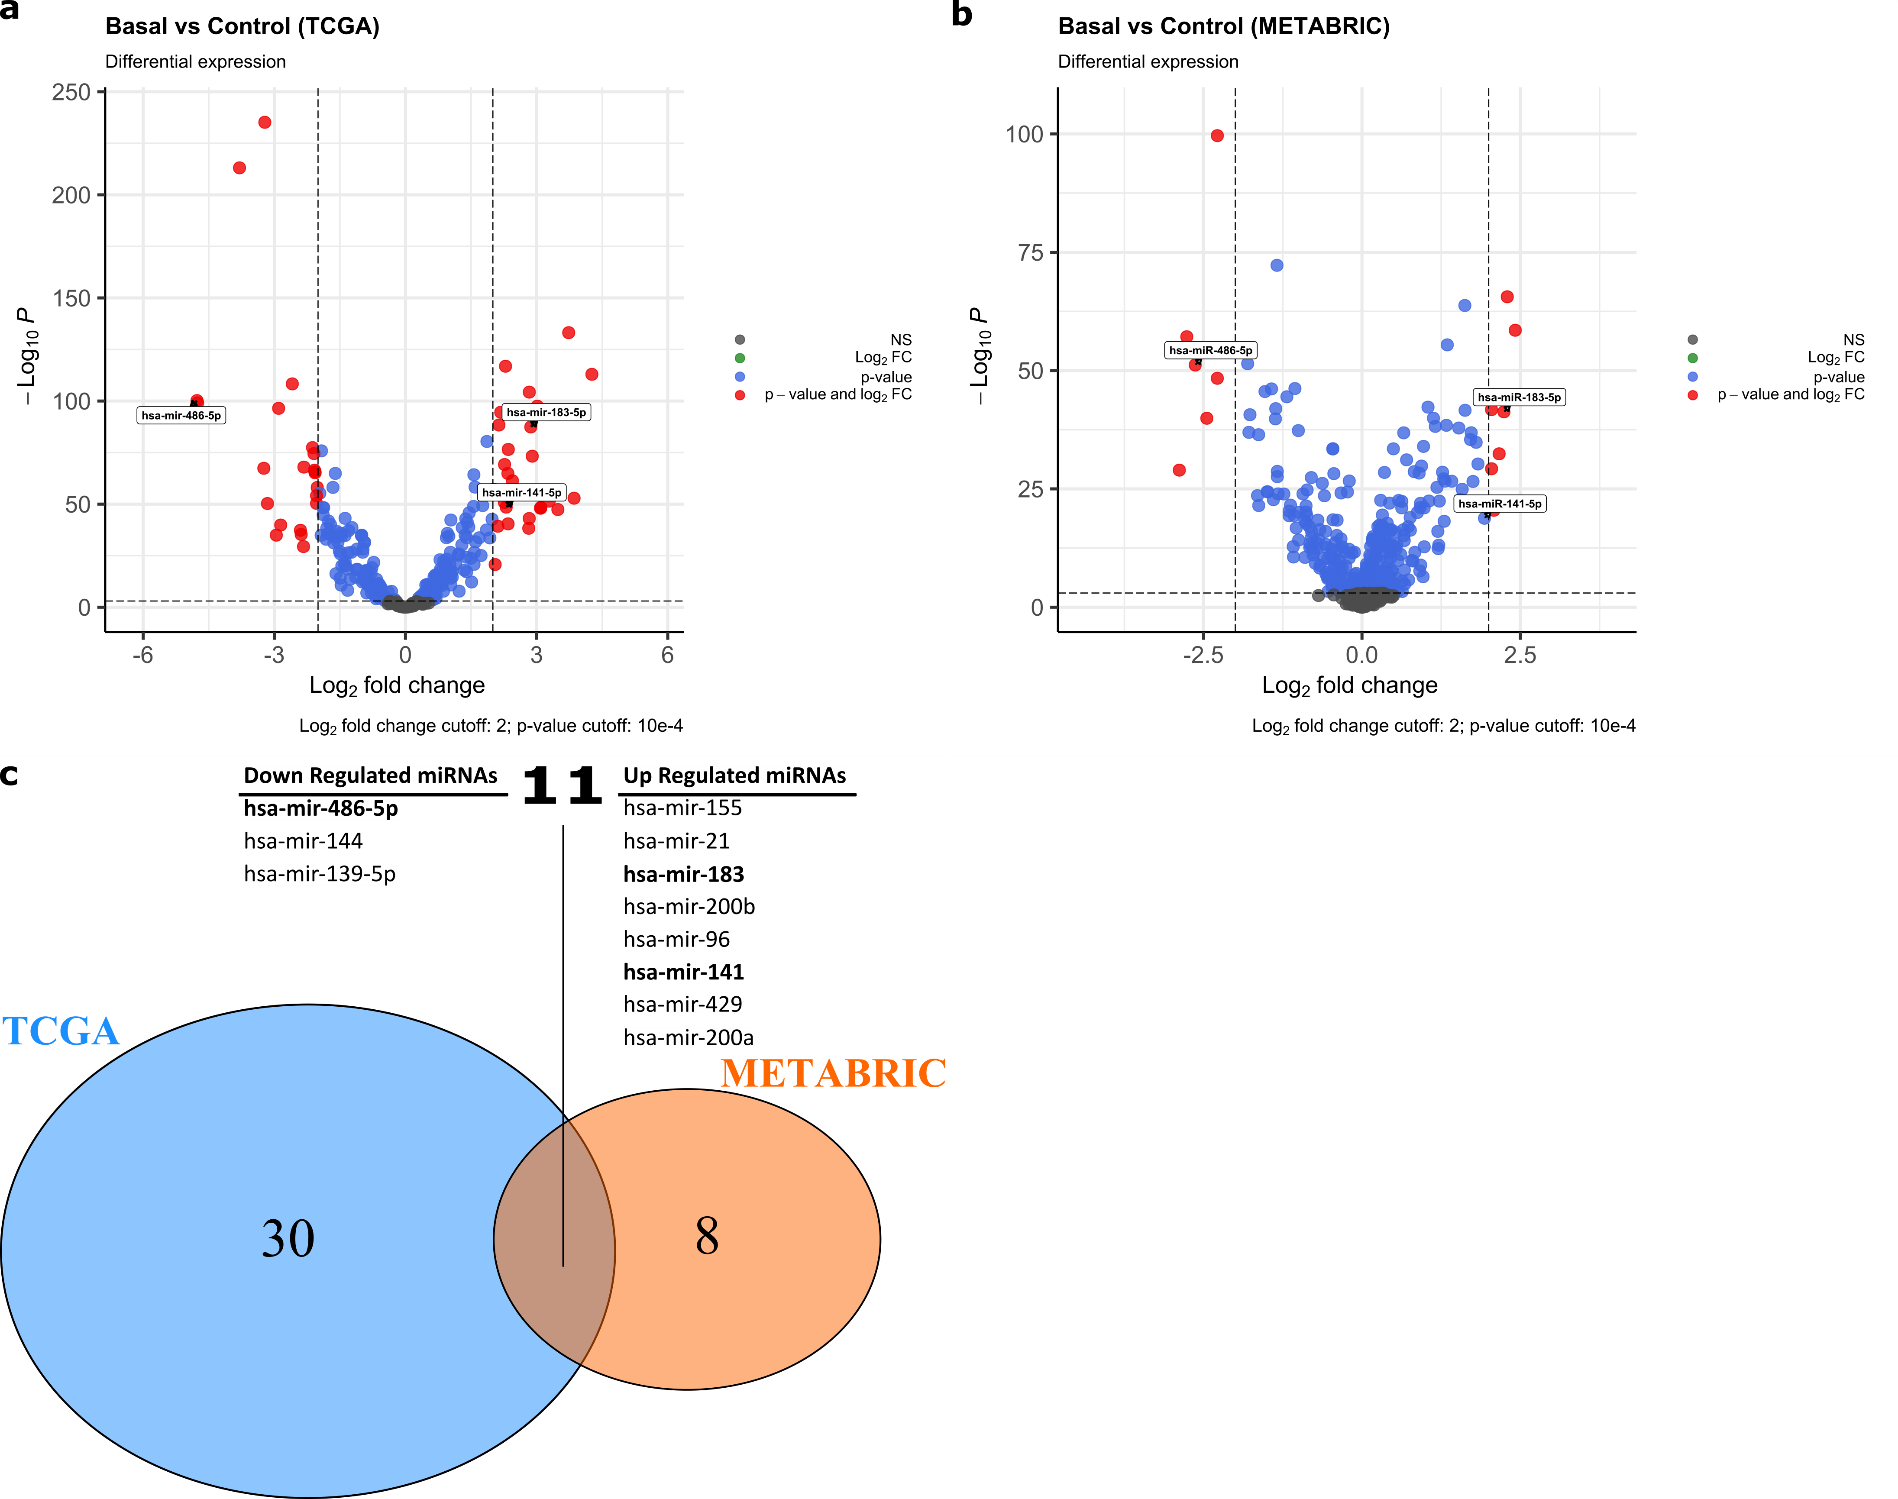 a
Basal vs Control (TCGA)
Differential expression
250
200
150
100
50
0
– Log10 P
-6
-3
0
3
6
Log2 fold change
Log2 fold change cutoff: 2; p-value cutoff: 10e-4
hsa-mir-486-5p
hsa-mir-183-5p
hsa-mir-141-5p
NS
Log2 FC
p-value
p – value and log2 FC
b
Basal vs Control (METABRIC)
Differential expression
100
75
50
25
0
– Log10 P
-2.5
0.0
2.5
Log2 fold change
Log2 fold change cutoff: 2; p-value cutoff: 10e-4
hsa-miR-486-5p
hsa-miR-183-5p
hsa-miR-141-5p
NS
Log2 FC
p-value
p – value and log2 FC
c
Down Regulated miRNAs
hsa-mir-486-5p
hsa-mir-144
hsa-mir-139-5p
11
Up Regulated miRNAs
hsa-mir-155
hsa-mir-21
hsa-mir-183
hsa-mir-200b
hsa-mir-96
hsa-mir-141
hsa-mir-429
hsa-mir-200a
TCGA
METABRIC
30
8